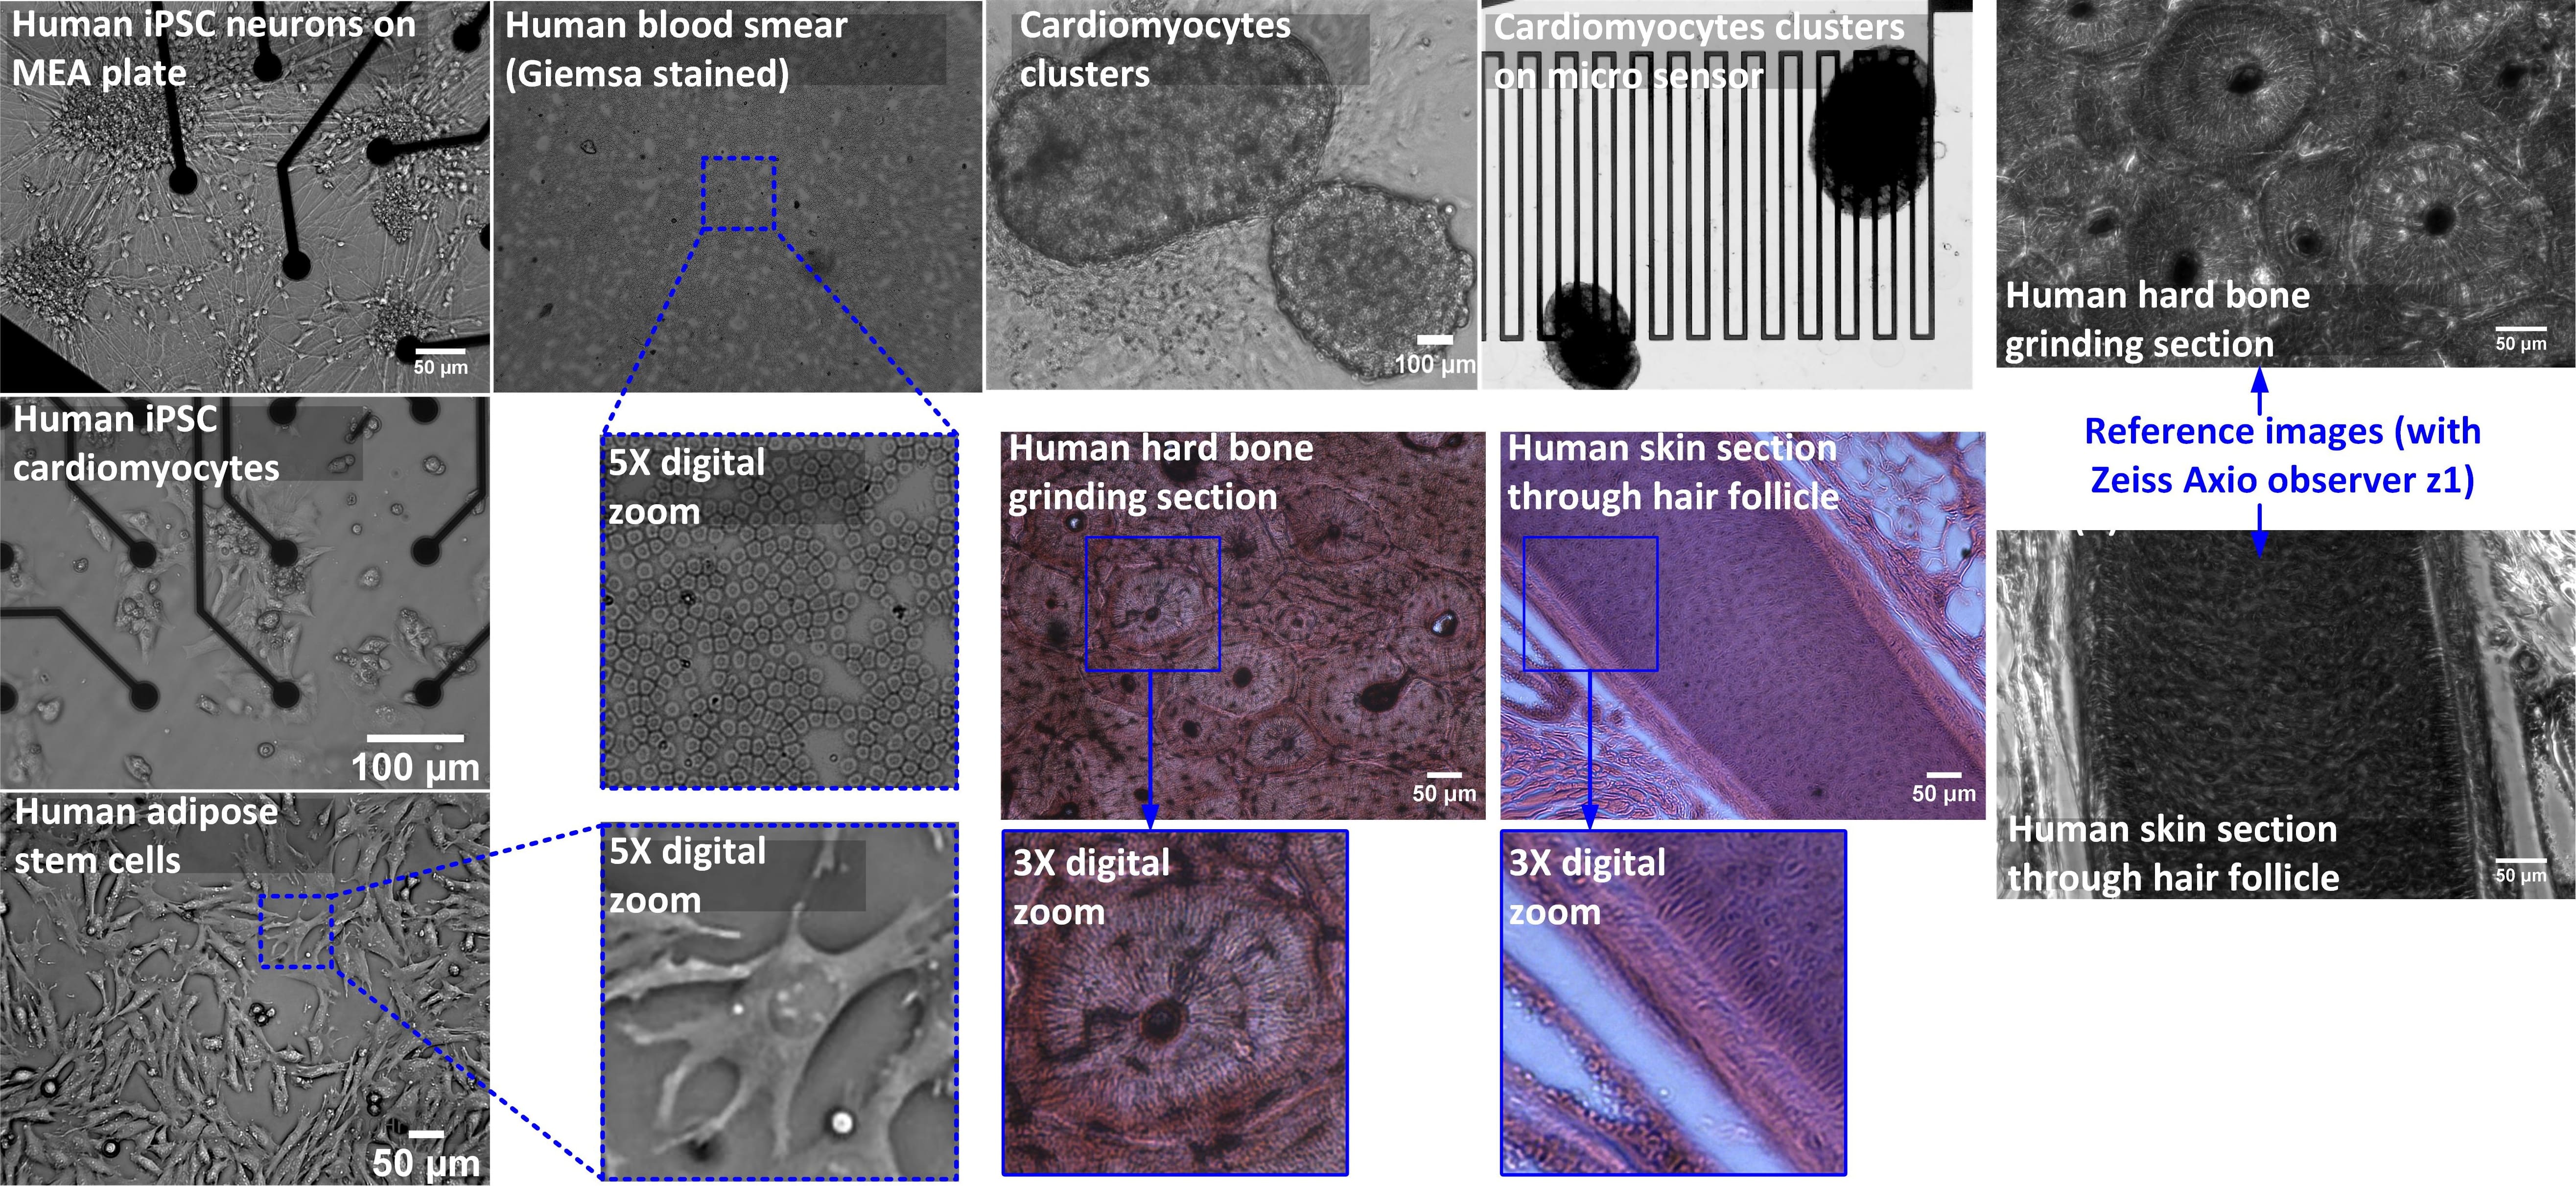 Human iPSC neurons on
MEA plate
50 µm
Human blood smear
(Giemsa stained)
Cardiomyocytes
clusters
100 µm
Cardiomyocytes clusters
on micro sensor
Human hard bone
grinding section
50 µm
Reference images (with
Zeiss Axio observer z1)
Human iPSC
cardiomyocytes
100 µm
5X digital
zoom
Human hard bone
grinding section
50 µm
Human skin section
through hair follicle
50 µm
Human skin section
through hair follicle
50 µm
Human adipose
stem cells
50 µm
5X digital
zoom
3X digital
zoom
3X digital
zoom